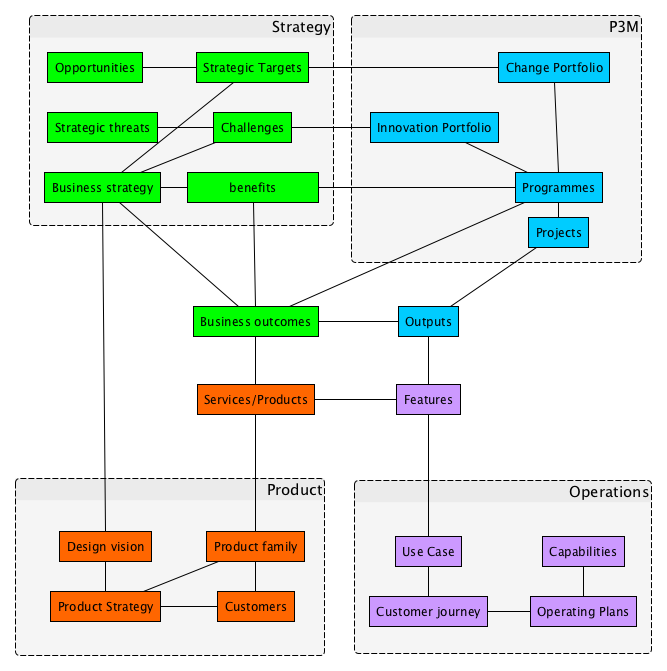 Strategy
P3M
Opportunities
Strategic Targets
Change Portfolio
Strategic threats
Challenges
Innovation Portfolio
Business strategy
benefits
Programmes
Projects
Business outcomes
Outputs
Services/Products
Features
Product
Operations
Design vision
Product family
Use Case
Capabilities
Product Strategy
Customers
Customer journey
Operating Plans